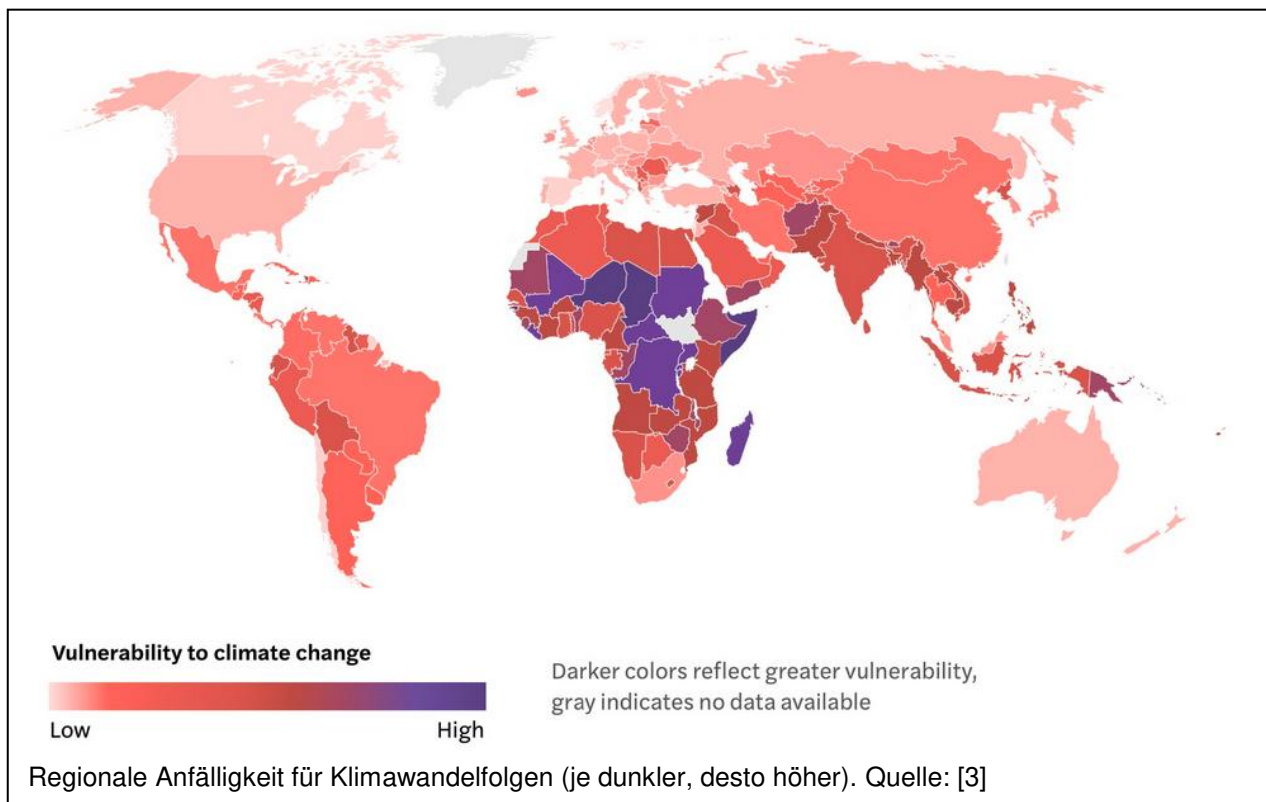 Vulnerability to climate change
Low
High
Darker colors reflect greater vulnerability,
gray indicates no data available
Regionale Anfälligkeit für Klimawandelfolgen (je dunkler, desto höher). Quelle: [3]